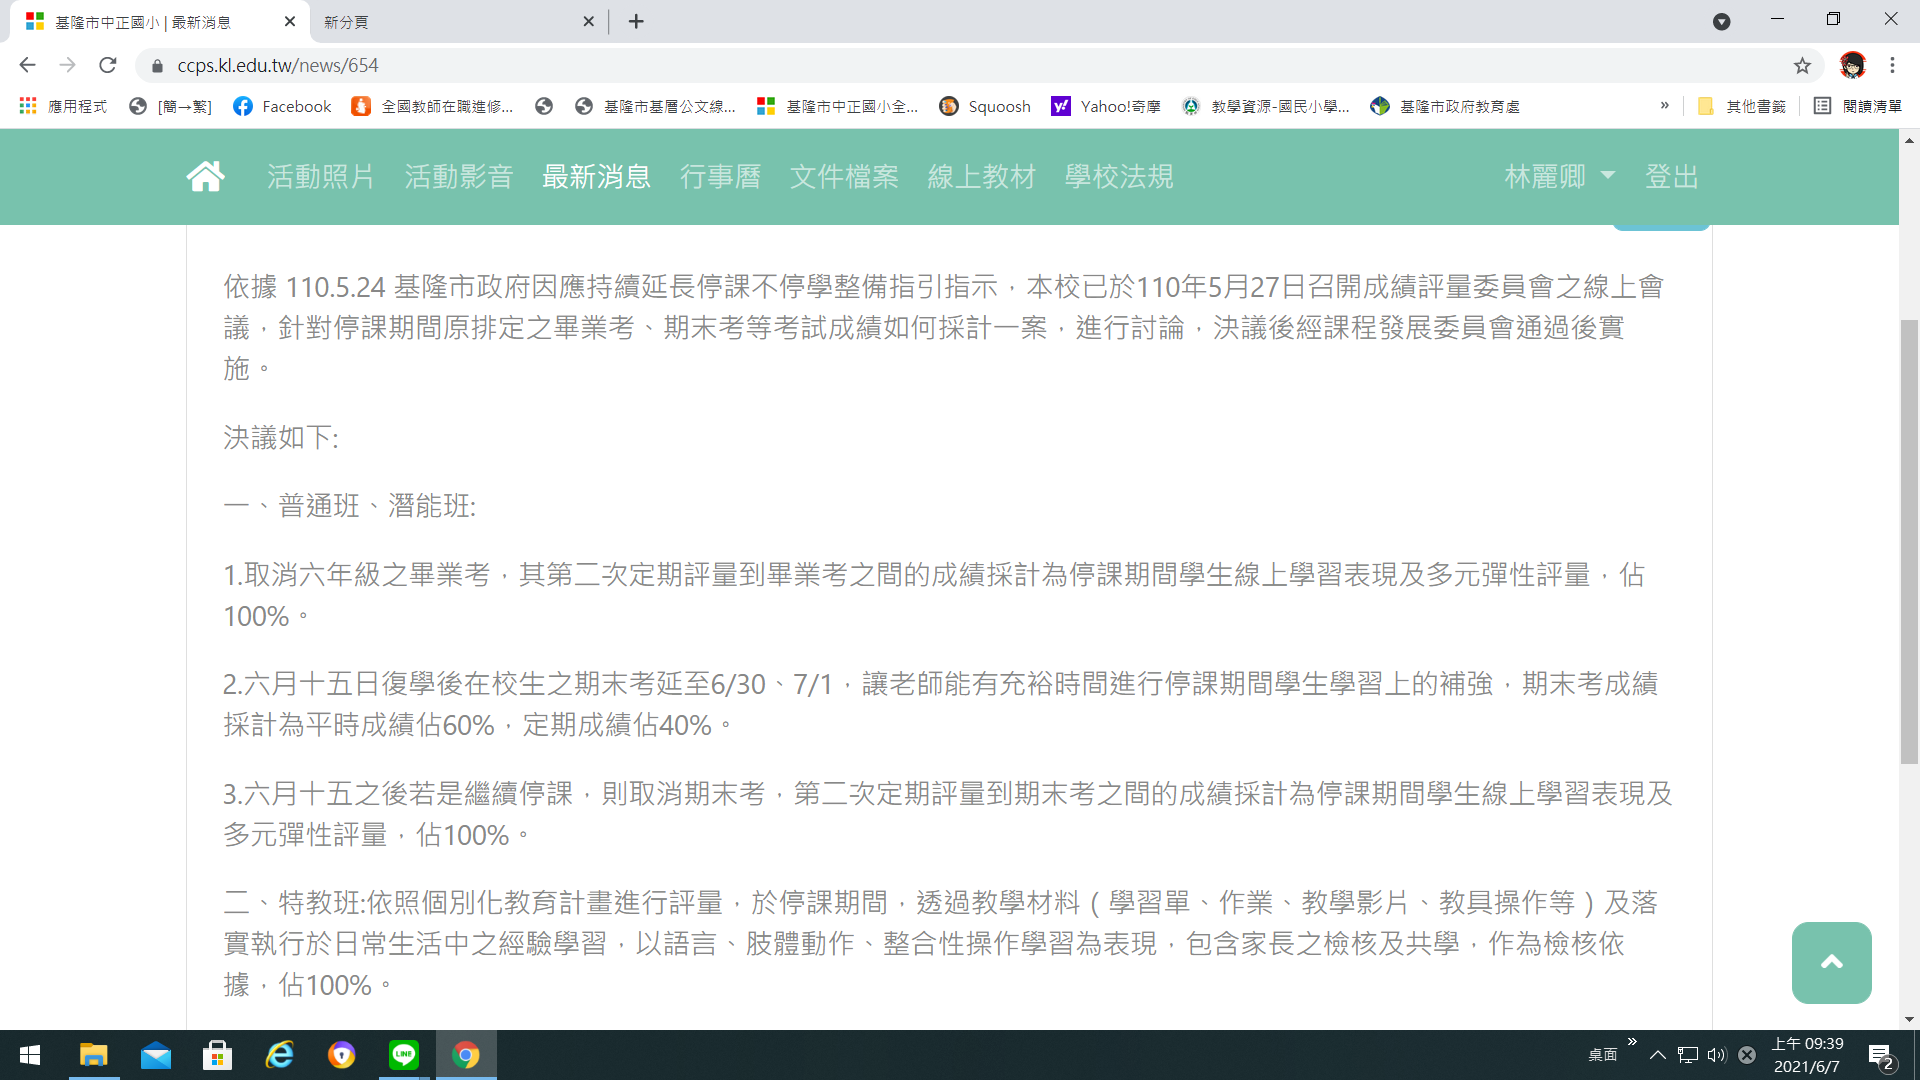 基隆市中正國小 | 最新消息
新分頁
ccps.kl.edu.tw/news/654
應用程式
[簡→繁]
Facebook
全國教師在職進修...
基隆市基層公文線...
基隆市中正國小全...
Squoosh
Yahoo!奇摩
教學資源-國民小學...
基隆市政府教育處
»
其他書籤
閱讀清單
活動照片 活動影音 最新消息 行事曆 文件檔案 線上教材 學校法規 林麗卿 登出
依據 110.5.24 基隆市政府因應持續延長停課不停學整備指引指示，本校已於110年5月27日召開成績評量委員會之線上會
議，針對停課期間原排定之畢業考、期末考等考試成績如何採計一案，進行討論，決議後經課程發展委員會通過後實
施。
決議如下:
一、普通班、潛能班:
1.取消六年級之畢業考，其第二次定期評量到畢業考之間的成績採計為停課期間學生線上學習表現及多元彈性評量，佔
100%。
2.六月十五日復學後在校生之期末考延至6/30、7/1，讓老師能有充裕時間進行停課期間學生學習上的補強，期末考成績
採計為平時成績佔60%，定期成績佔40%。
3.六月十五之後若是繼續停課，則取消期末考，第二次定期評量到期末考之間的成績採計為停課期間學生線上學習表現及
多元彈性評量，佔100%。
二、特教班:依照個別化教育計畫進行評量，於停課期間，透過教學材料（學習單、作業、教學影片、教具操作等）及落
實執行於日常生活中之經驗學習，以語言、肢體動作、整合性操作學習為表現，包含家長之檢核及共學，作為檢核依
據，佔100%。
LINE
桌面
»
上午 09:39
2021/6/7
2